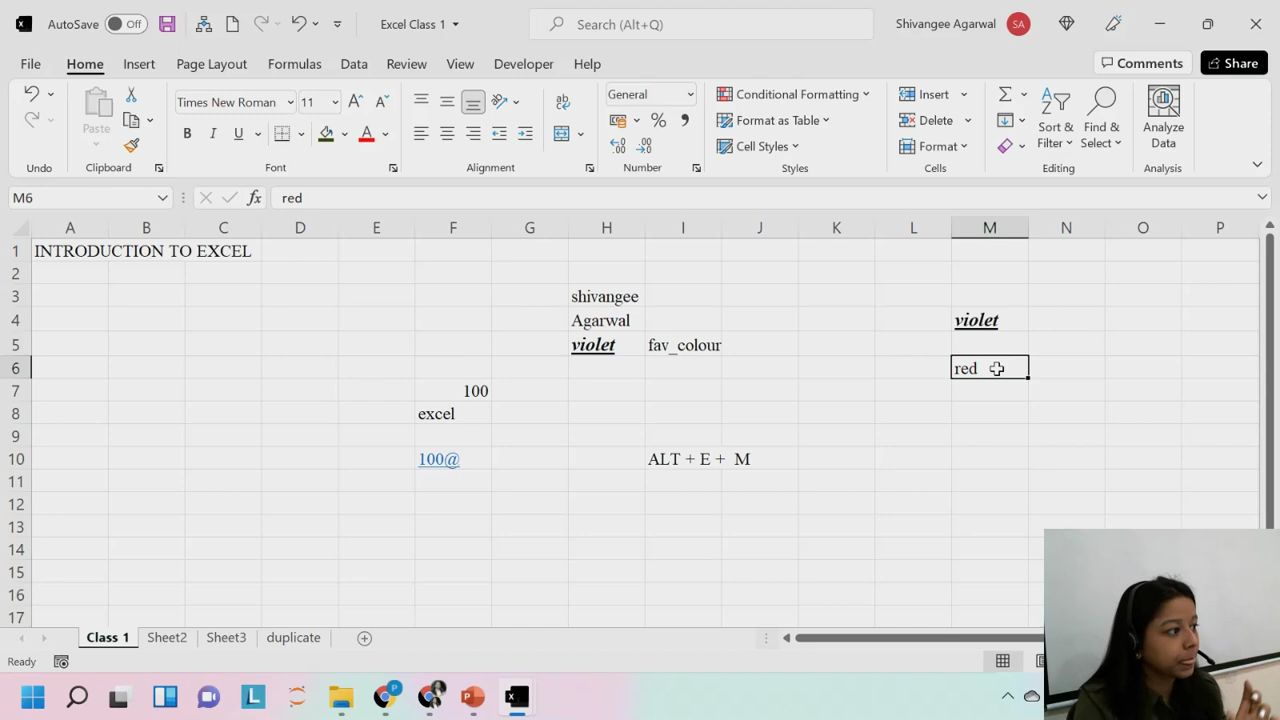 AutoSave Off Excel Class 1 Search (Alt+Q) Shivangee Agarwal SA
File Home Insert Page Layout Formulas Data Review View Developer Help Comments Share
Paste
Times New Roman 11
B I U A A A
ab
General
% ,
Conditional Formatting
Format as Table
Cell Styles
Insert
Delete
Format
Sort & Filter
Find & Select
Analyze Data
Undo Clipboard Font Alignment Number Styles Cells Editing Analysis
M6 fx red
A B C D E F G H I J K L M N O P
1 INTRODUCTION TO EXCEL
2
3 shivangee
4 Agarwal violet
5 violet fav_colour
6 red
7 100
8 excel
9
10 100@ ALT + E + M
11
12
13
14
15
16
17
Class 1 Sheet2 Sheet3 duplicate
Ready